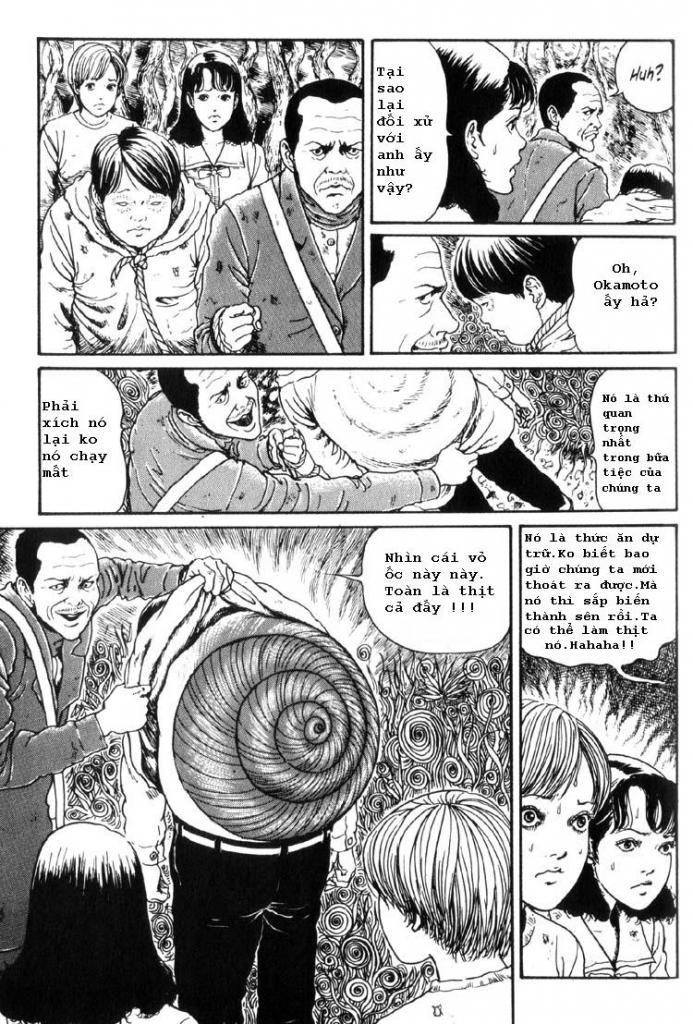 Tại
sao
lại
đối xử
với
anh ấy
như
vậy?
Huh?
Oh,
Okamoto
ấy hả?
Phải
xích nó
lại ko
nó chạy
mất
Nó là thứ
quan
trọng
nhất
trong bữa
tiệc của
chúng ta
Nhìn cái vỏ
ốc này này.
Toàn là thịt
cả đấy !!!
Nó là thức ăn dự
trữ.Ko biết bao
giờ chúng ta mới
thoát ra được.Mà
nó thì sắp biến
thành sên rồi.Ta
có thể làm thịt
nó.Hahaha!!